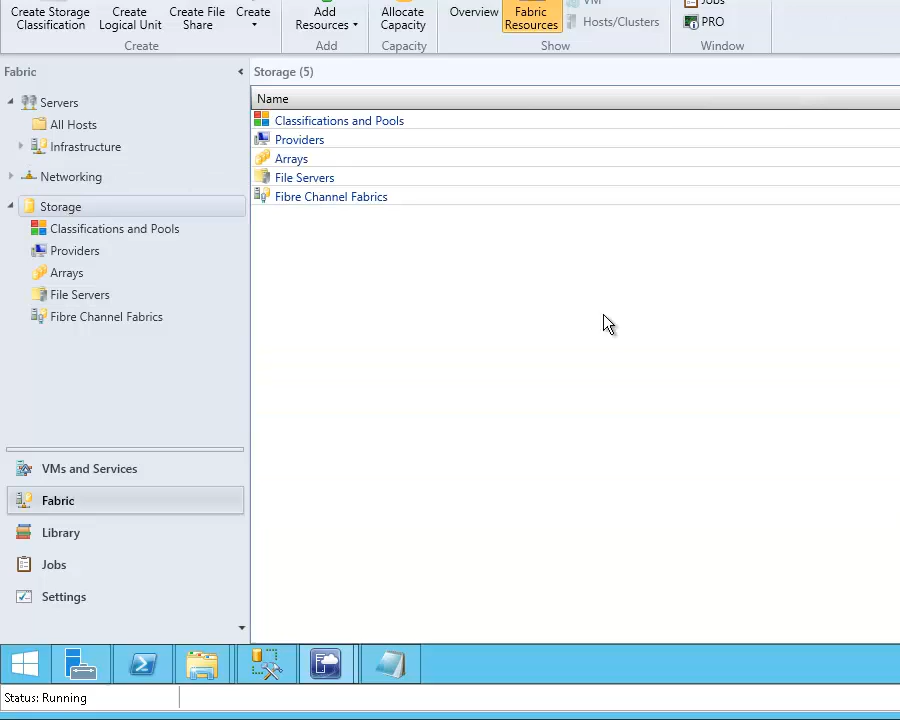 Create Storage Classification
Create Logical Unit
Create File Share
Create
Add Resources
Allocate Capacity
Overview
Fabric Resources
VM
Hosts/Clusters
Jobs
PRO
Create
Add
Capacity
Show
Window
Fabric
Servers
All Hosts
Infrastructure
Networking
Storage
Classifications and Pools
Providers
Arrays
File Servers
Fibre Channel Fabrics
VMs and Services
Fabric
Library
Jobs
Settings
Storage (5)
Name
Classifications and Pools
Providers
Arrays
File Servers
Fibre Channel Fabrics
Status: Running